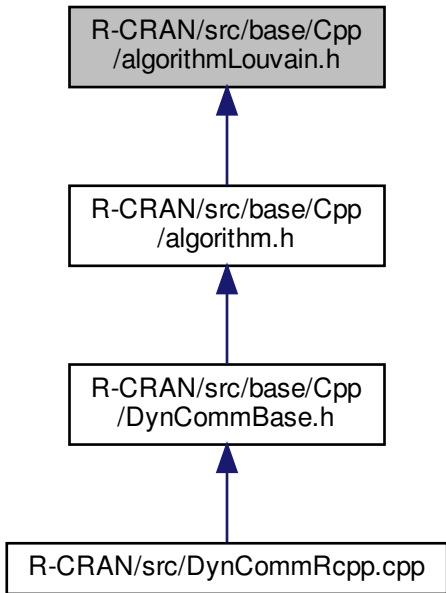 R-CRAN/src/base/Cpp
/algorithmLouvain.h
R-CRAN/src/base/Cpp
/algorithm.h
R-CRAN/src/base/Cpp
/DynCommBase.h
R-CRAN/src/DynCommRcpp.cpp